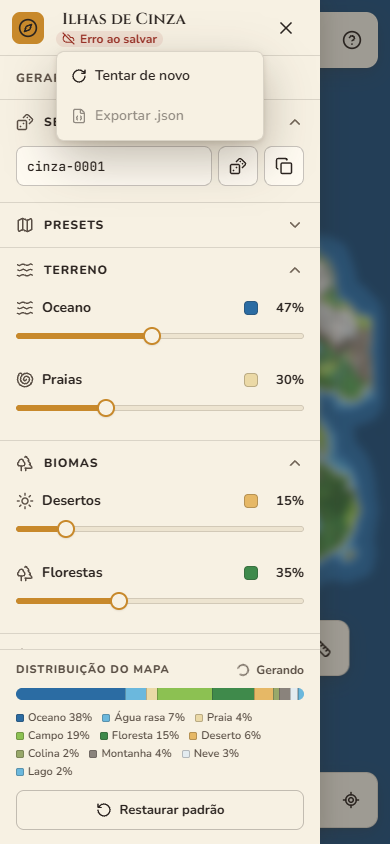 Ilhas de Cinza
Erro ao salvar
Tentar de novo
Exportar .json
cinza-0001
PRESETS
TERRENO
Oceano 47%
Praias 30%
BIOMAS
Desertos 15%
Florestas 35%
DISTRIBUIÇÃO DO MAPA Gerando
Oceano 38% Água rasa 7% Praia 4%
Campo 19% Floresta 15% Deserto 6%
Colina 2% Montanha 4% Neve 3%
Lago 2%
Restaurar padrão